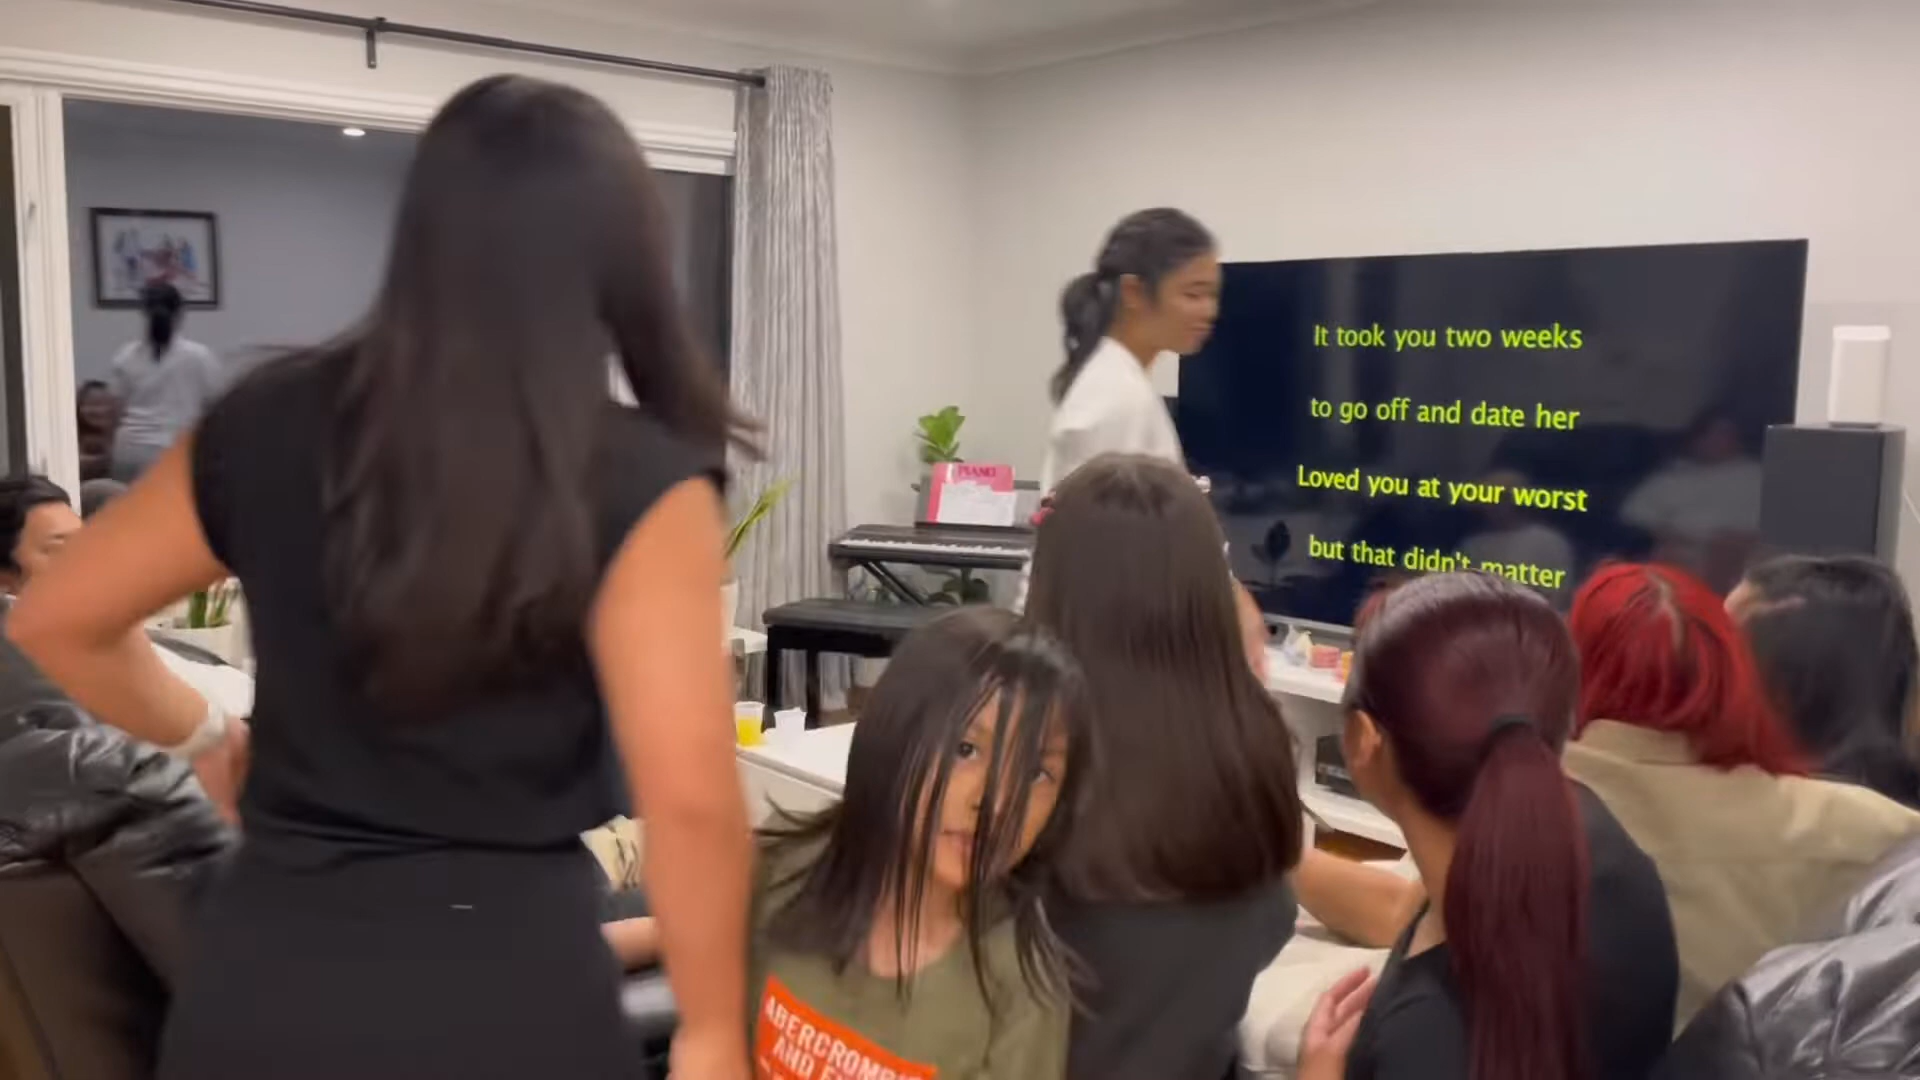 It took you two weeks
to go off and date her
Loved you at your worst
but that didn't matter
PIANO
ABERCROMBIE
AND